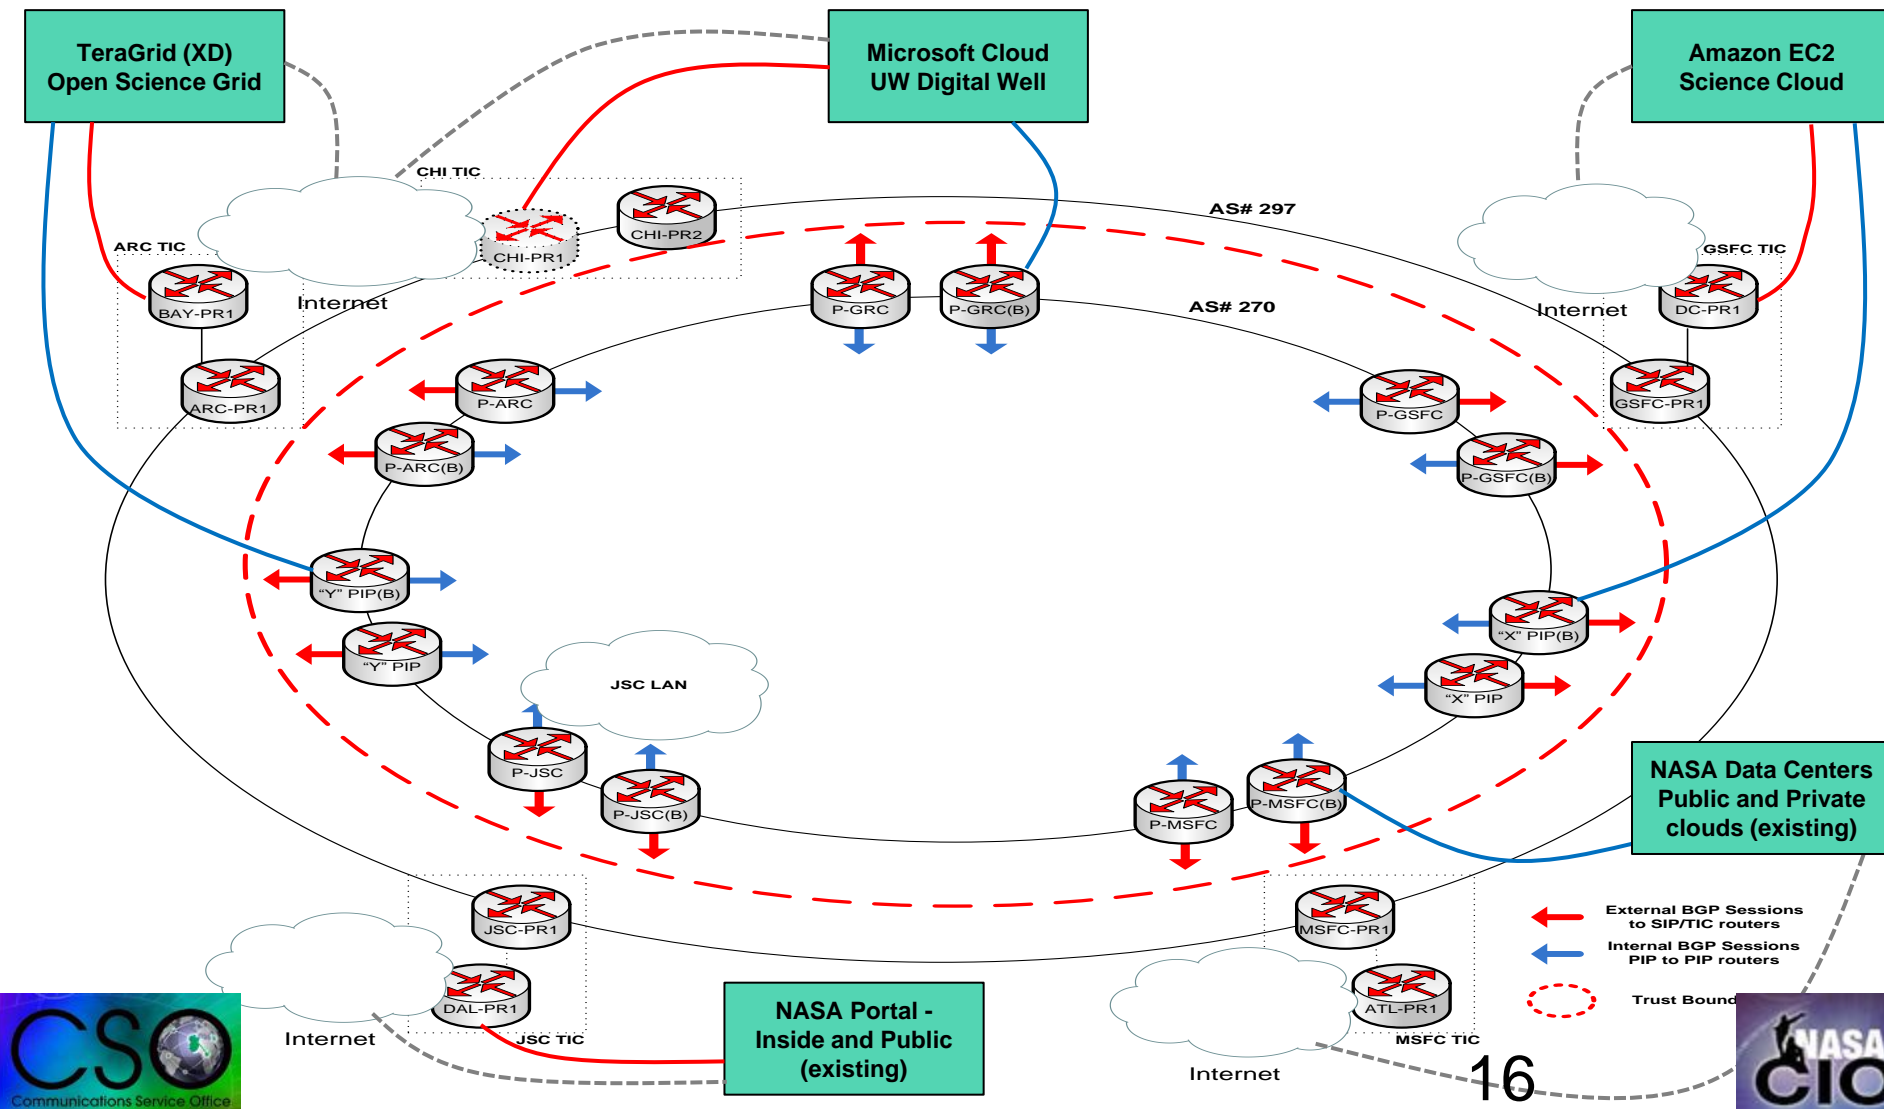 TeraGrid (XD)
Open Science Grid
Microsoft Cloud
UW Digital Well
Amazon EC2
Science Cloud
CHI TIC
AS# 297
CHI-PR2
CHI-PR1
ARC TIC
GSFC TIC
Internet
BAY-PR1
P-GRC
P-GRC(B)
AS# 270
Internet
DC-PR1
ARC-PR1
P-ARC
P-GSFC
GSFC-PR1
P-ARC(B)
P-GSFC(B)
“Y” PIP(B)
“X” PIP(B)
“Y” PIP
JSC LAN
“X” PIP
P-JSC
P-JSC(B)
P-MSFC
P-MSFC(B)
NASA Data Centers
Public and Private
clouds (existing)
JSC-PR1
MSFC-PR1
External BGP Sessions
to SIP/TIC routers
Internal BGP Sessions
PIP to PIP routers
Trust Bound
DAL-PR1
ATL-PR1
Internet
JSC TIC
NASA Portal -
Inside and Public
(existing)
MSFC TIC
Internet
16
CSO
Communications Service Office
NASA
CIO